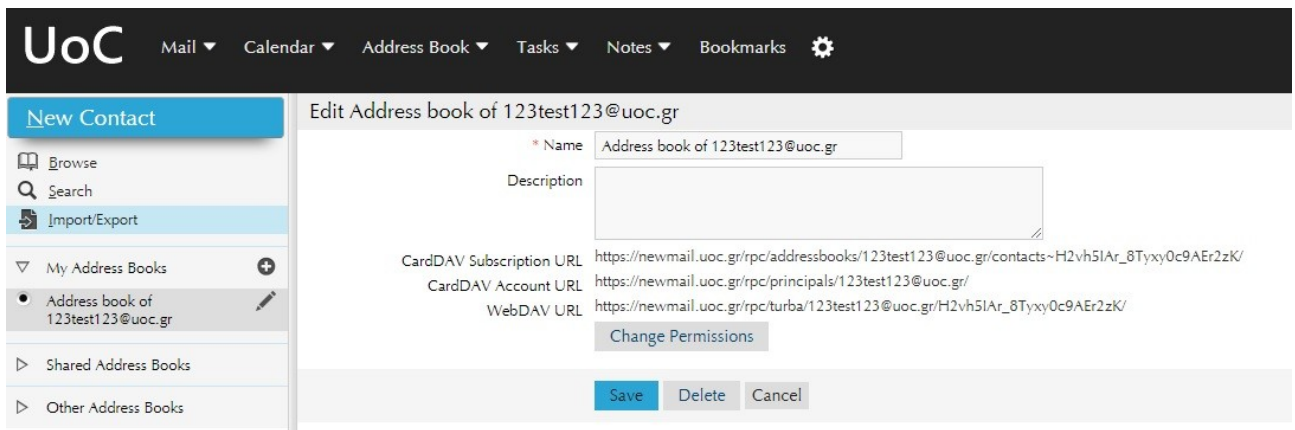 UoC Mail Calendar Address Book Tasks Notes Bookmarks
New Contact
Browse
Search
Import/Export
My Address Books
Address book of
123test123@uoc.gr
Shared Address Books
Other Address Books
Edit Address book of 123test123@uoc.gr
* Name Address book of 123test123@uoc.gr
Description
CardDAV Subscription URL https://newmail.uoc.gr/rpc/addressbooks/123test123@uoc.gr/contacts~H2vh5IAr_8Tyxy0c9AEr2zK/
CardDAV Account URL https://newmail.uoc.gr/rpc/principals/123test123@uoc.gr/
WebDAV URL https://newmail.uoc.gr/rpc/turba/123test123@uoc.gr/H2vh5IAr_8Tyxy0c9AEr2zK/
Change Permissions
Save Delete Cancel